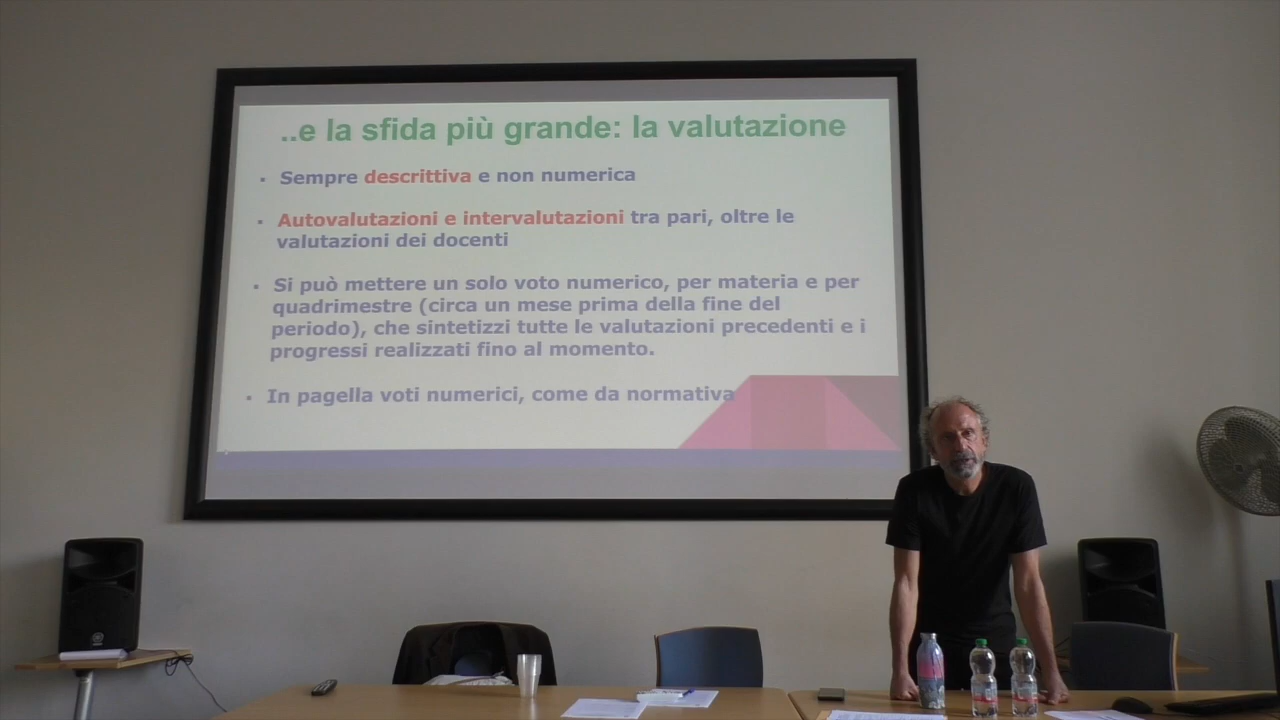 ..e la sfida più grande: la valutazione
▪ Sempre descrittiva e non numerica
▪ Autovalutazioni e intervalutazioni tra pari, oltre le
valutazioni dei docenti
▪ Si può mettere un solo voto numerico, per materia e per
quadrimestre (circa un mese prima della fine del
periodo), che sintetizzi tutte le valutazioni precedenti e i
progressi realizzati fino al momento.
▪ In pagella voti numerici, come da normativa